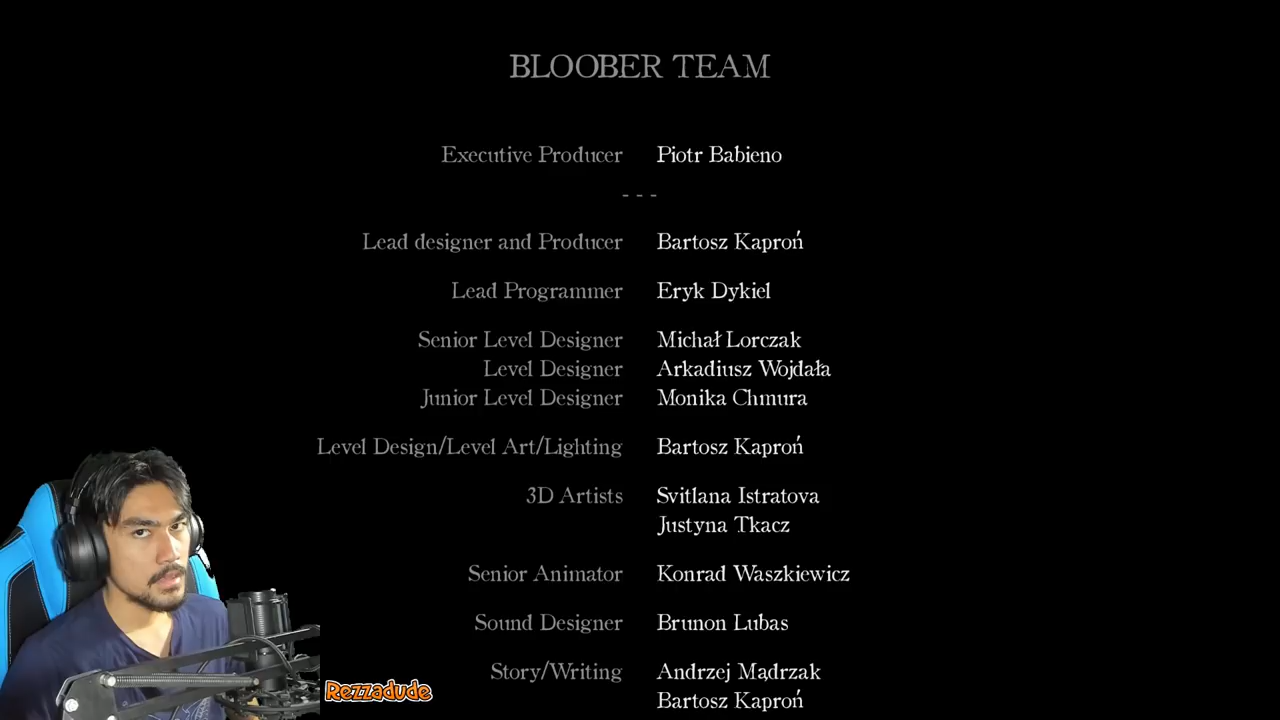 BLOOBER TEAM
Executive Producer Piotr Babieno
- - -
Lead designer and Producer Bartosz Kaproń
Lead Programmer Eryk Dykiel
Senior Level Designer Michał Lorczak
Level Designer Arkadiusz Wojdała
Junior Level Designer Monika Chmura
Level Design/Level Art/Lighting Bartosz Kaproń
3D Artists Svitlana Istratova
Justyna Tkacz
Senior Animator Konrad Waszkiewicz
Sound Designer Brunon Lubas
Story/Writing Andrzej Mądrzak
Bartosz Kaproń
Rezzadude